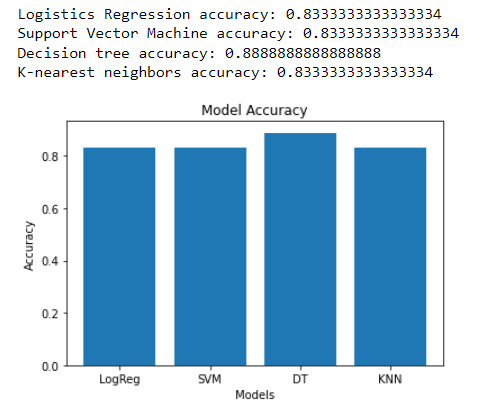 Logistics Regression accuracy: 0.8333333333333334
Support Vector Machine accuracy: 0.8333333333333334
Decision tree accuracy: 0.8888888888888888
K-nearest neighbors accuracy: 0.8333333333333334
Model Accuracy
0.8
0.6
0.4
0.2
0.0
Accuracy
LogReg SVM DT KNN
Models